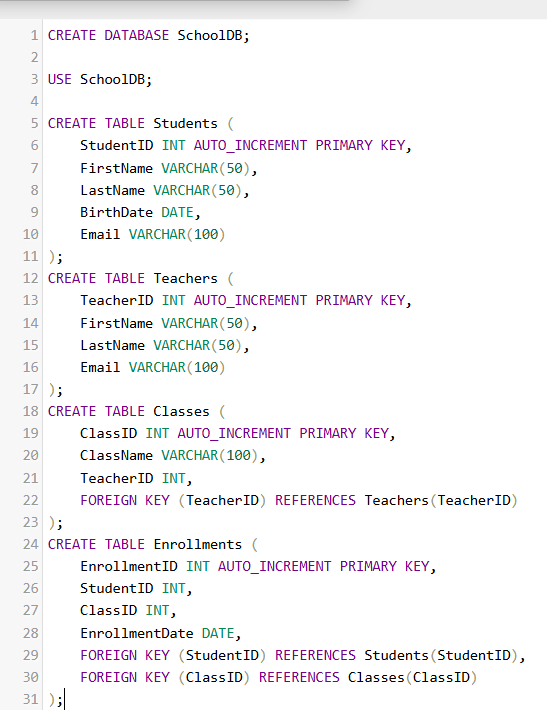 1 CREATE DATABASE SchoolDB;
2
3 USE SchoolDB;
4
5 CREATE TABLE Students (
6     StudentID INT AUTO_INCREMENT PRIMARY KEY,
7     FirstName VARCHAR(50),
8     LastName VARCHAR(50),
9     BirthDate DATE,
10     Email VARCHAR(100)
11 );
12 CREATE TABLE Teachers (
13     TeacherID INT AUTO_INCREMENT PRIMARY KEY,
14     FirstName VARCHAR(50),
15     LastName VARCHAR(50),
16     Email VARCHAR(100)
17 );
18 CREATE TABLE Classes (
19     ClassID INT AUTO_INCREMENT PRIMARY KEY,
20     ClassName VARCHAR(100),
21     TeacherID INT,
22     FOREIGN KEY (TeacherID) REFERENCES Teachers(TeacherID)
23 );
24 CREATE TABLE Enrollments (
25     EnrollmentID INT AUTO_INCREMENT PRIMARY KEY,
26     StudentID INT,
27     ClassID INT,
28     EnrollmentDate DATE,
29     FOREIGN KEY (StudentID) REFERENCES Students(StudentID),
30     FOREIGN KEY (ClassID) REFERENCES Classes(ClassID)
31 );